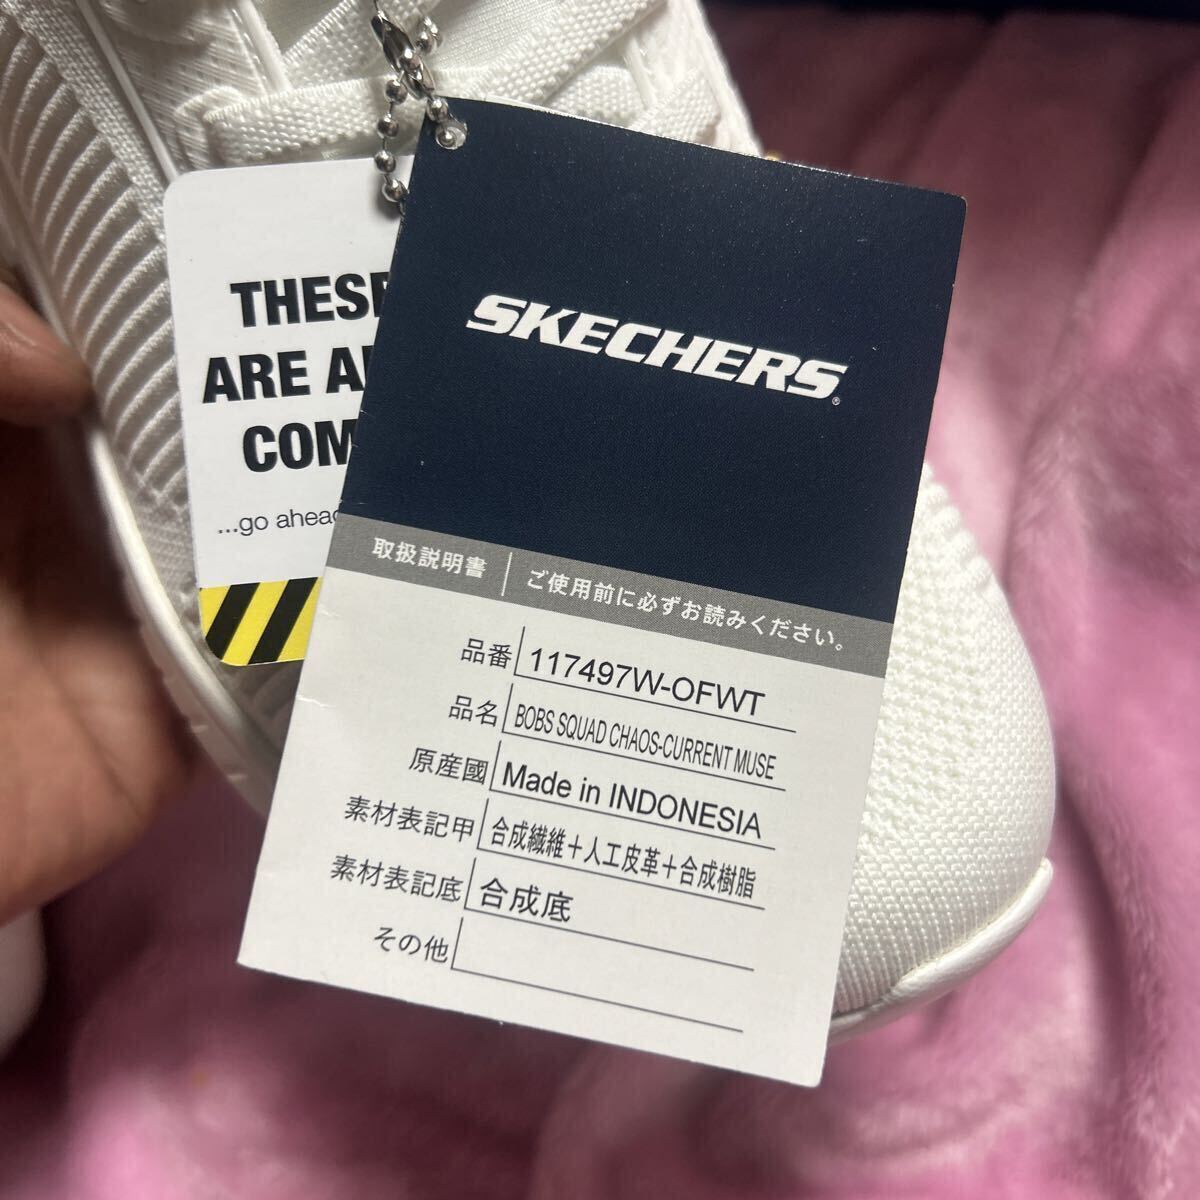 THESE
ARE A
COM
...go ahead
SKECHERS®
取扱説明書 ご使用前に必ずお読みください。
品番 117497W-OFWT
品名 BOBS SQUAD CHAOS-CURRENT MUSE
原産國 Made in INDONESIA
素材表記甲 合成繊維+人工皮革+合成樹脂
素材表記底 合成底
その他